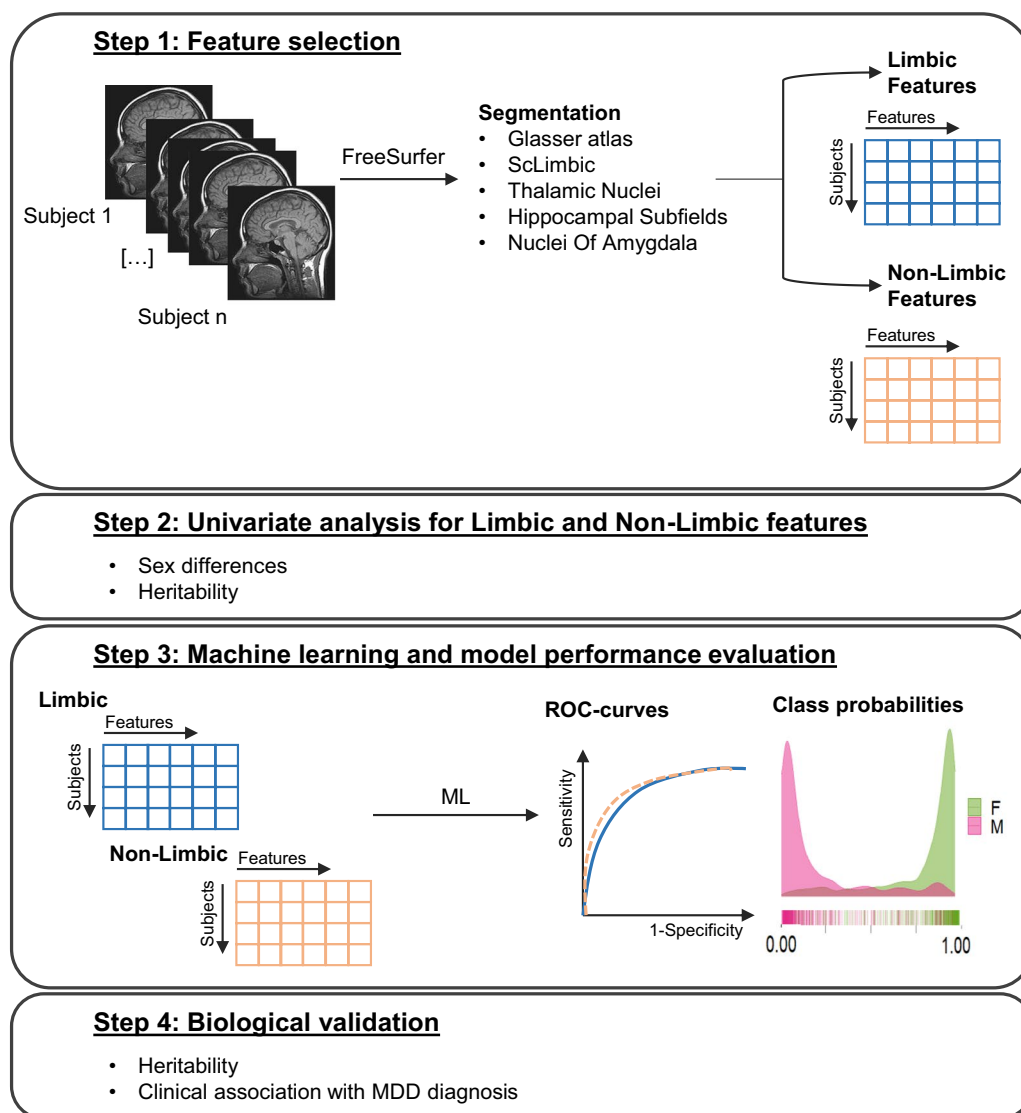 Step 1: Feature selection
Subject 1
[...]
Subject n
FreeSurfer
Segmentation
• Glasser atlas
• ScLimbic
• Thalamic Nuclei
• Hippocampal Subfields
• Nuclei Of Amygdala
Limbic
Features
Features
Subjects
Non-Limbic
Features
Features
Subjects
Step 2: Univariate analysis for Limbic and Non-Limbic features
• Sex differences
• Heritability
Step 3: Machine learning and model performance evaluation
Limbic
Features
Subjects
Non-Limbic
Features
Subjects
ML
ROC-curves
Sensitivity
1-Specificity
Class probabilities
F
M
0.00
1.00
Step 4: Biological validation
• Heritability
• Clinical association with MDD diagnosis